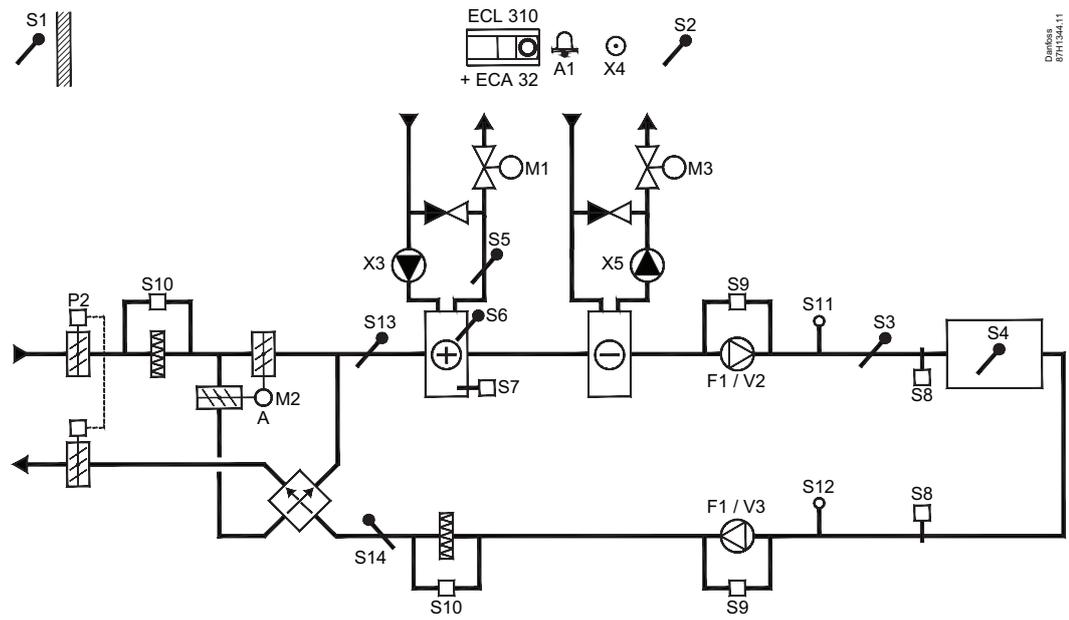 S1
ECL 310
+ ECA 32
A1
X4
S2
Danfoss
87H1344.11
M1
M3
S5
X3
X5
P2
S10
S13
S6
S9
S11
S3
S4
+
−
S7
F1 / V2
S8
M2
A
S14
S10
F1 / V3
S12
S8
S9